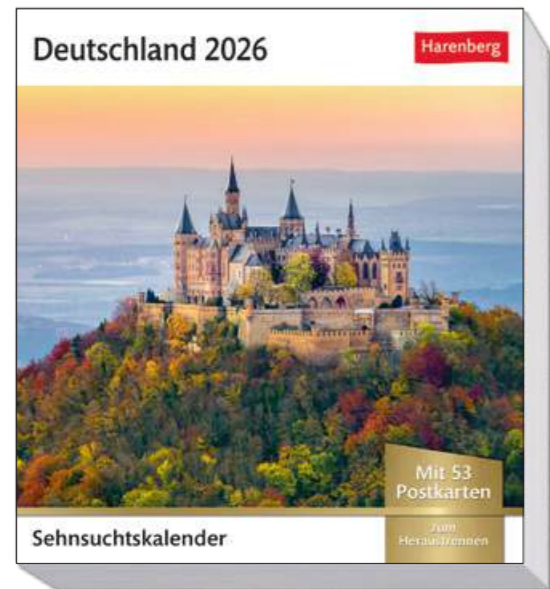 Deutschland 2026
Harenberg
Mit 53
Postkarten
zum
Heraustrennen
Sehnsuchtskalender